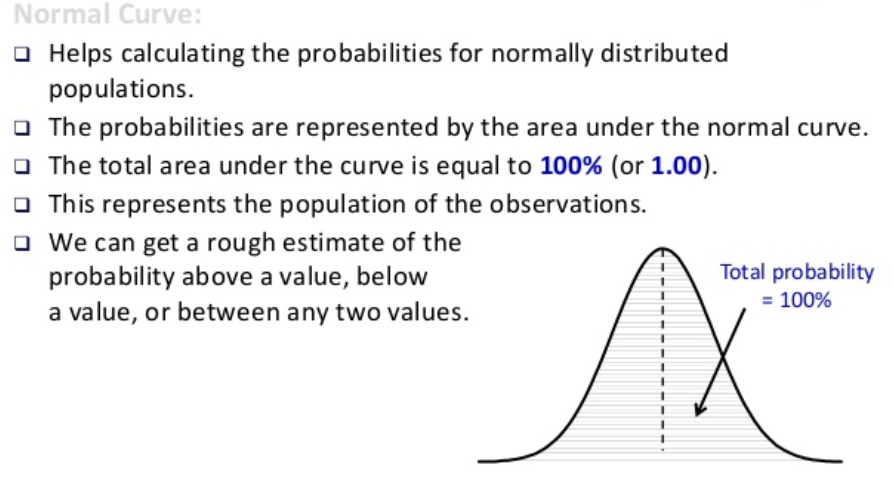 Normal Curve:
Helps calculating the probabilities for normally distributed
populations.
The probabilities are represented by the area under the normal curve.
The total area under the curve is equal to 100% (or 1.00).
This represents the population of the observations.
We can get a rough estimate of the
probability above a value, below
a value, or between any two values.
Total probability
= 100%